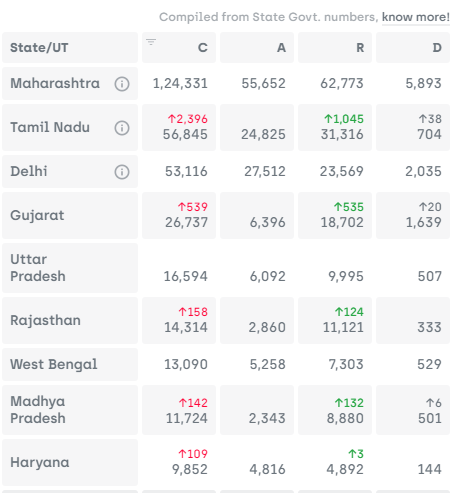 Compiled from State Govt. numbers, know more!
State/UT C A R D
Maharashtra 1,24,331 55,652 62,773 5,893
↑2,396 ↑1,045 ↑38
Tamil Nadu 56,845 24,825 31,316 704
Delhi 53,116 27,512 23,569 2,035
↑539 ↑535 ↑20
Gujarat 26,737 6,396 18,702 1,639
Uttar
Pradesh 16,594 6,092 9,995 507
↑158 ↑124
Rajasthan 14,314 2,860 11,121 333
West Bengal 13,090 5,258 7,303 529
Madhya ↑142 ↑132 ↑6
Pradesh 11,724 2,343 8,880 501
↑109 ↑3
Haryana 9,852 4,816 4,892 144